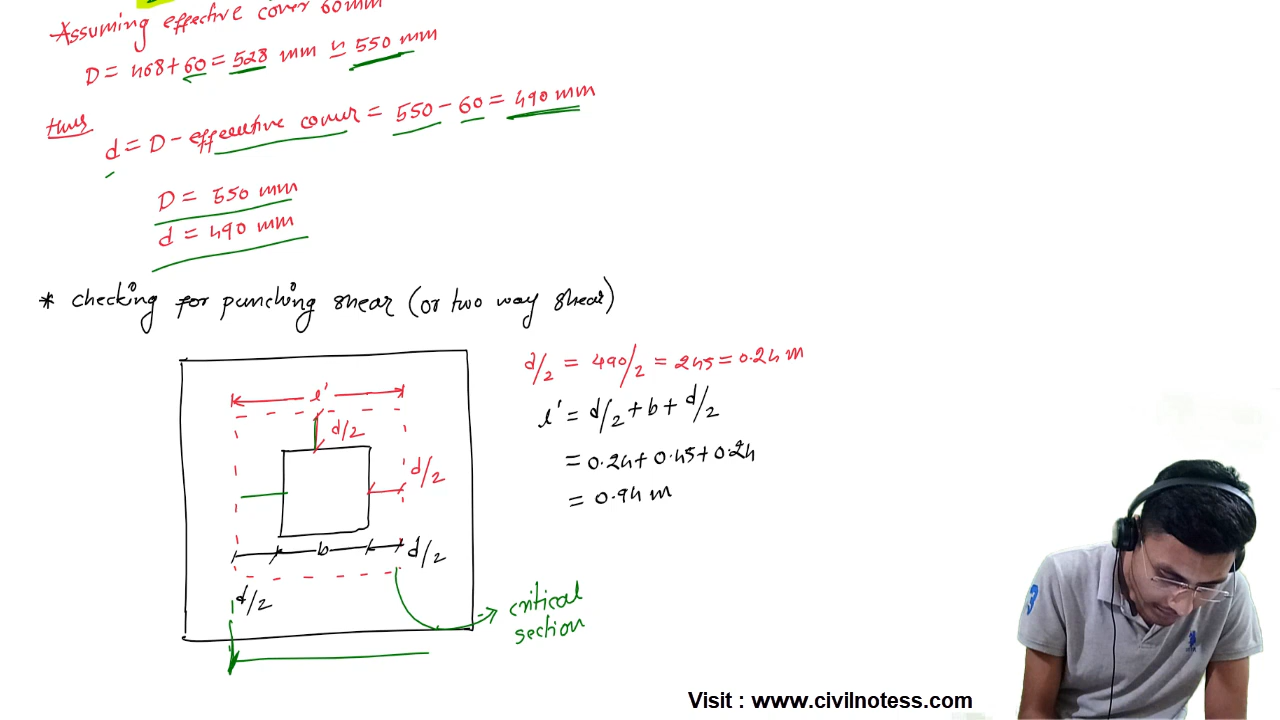 Assuming effective cover 60mm
D = 468+60 = 528 mm ≃ 550 mm
thus
d = D - effective cover = 550 - 60 = 490 mm
D = 550 mm
d = 490 mm
* checking for punching shear (or two way shear)
d/2 = 490/2 = 245 = 0.24 m
l' = d/2 + b + d/2
= 0.24 + 0.45 + 0.24
= 0.94 m
l'
d/2
d/2
b
d/2
d/2
critical
section
Visit : www.civilnotess.com